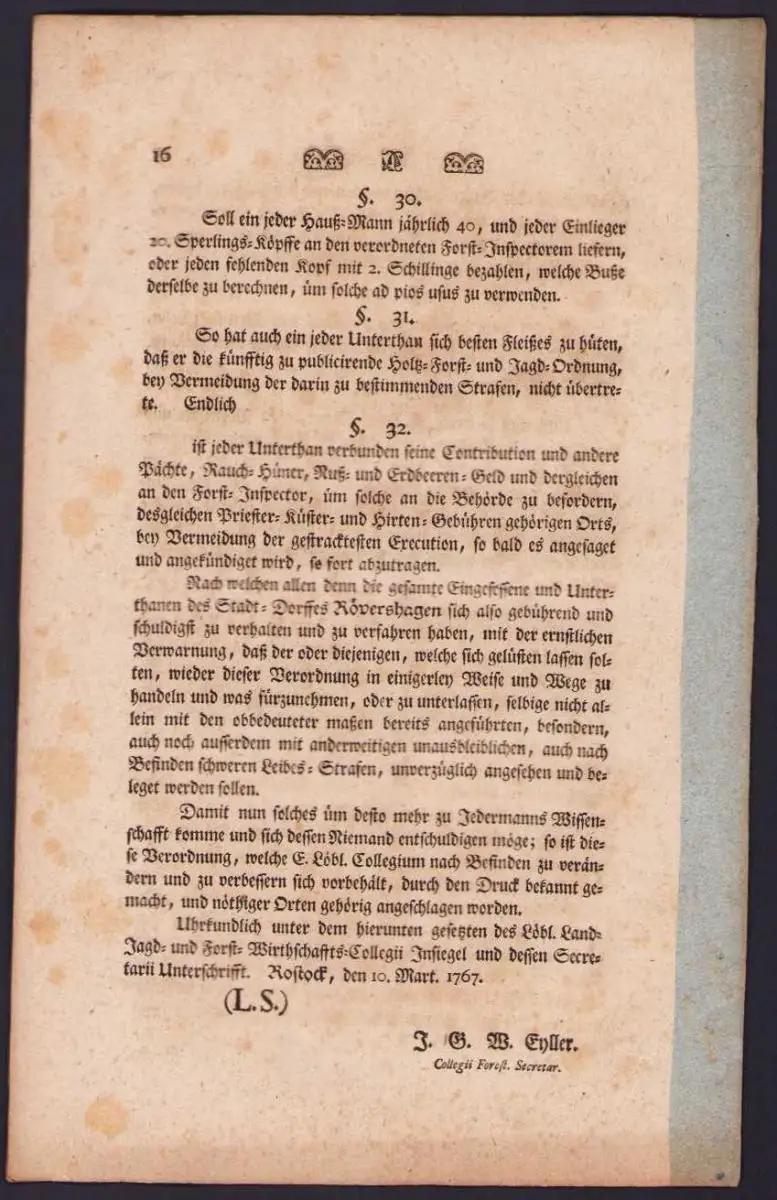 16
§. 30.
Soll ein jeder Hauß-Mann jährlich 40, und jeder Einlieger
20. Sperlings-Köpffe an den verordneten Forst-Inspectorem liefern,
oder jeden fehlenden Kopf mit 2. Schillinge bezahlen, welche Buße
derselbe zu berechnen, üm solche ad pios usus zu verwenden.
§. 31.
So hat auch ein jeder Unterthan sich besten Fleißes zu hüten,
daß er die künfftig zu publicirende Holtz-Forst- und Jagd-Ordnung,
bey Vermeidung der darin zu bestimmenden Strafen, nicht übertre-
te. Endlich
§. 32.
ist jeder Unterthan verbunden seine Contribution und andere
Pächte, Rauch-Hüner, Nuß- und Erdbeeren-Geld und dergleichen
an den Forst-Inspector, üm solche an die Behörde zu befordern,
desgleichen Priester-Küster- und Hirten-Gebühren gehörigen Orts,
bey Vermeidung der gestracktesten Execution, so bald es angesaget
und angekündiget wird, so fort abzutragen.
Nach welchen allen denn die gesamte Eingesessene und Unter-
thanen des Stadt-Dorffes Rövershagen sich also gebührend und
schuldigst zu verhalten und zu verfahren haben, mit der ernstlichen
Verwarnung, daß der oder diejenigen, welche sich gelüsten lassen sol-
ten, wieder dieser Verordnung in einigerley Weise und Wege zu
handeln und was fürzunehmen, oder zu unterlassen, selbige nicht al-
lein mit den obbedeuteter maßen bereits angeführten, besondern,
auch noch ausserdem mit anderweitigen unausbleiblichen, auch nach
Befinden schweren Leibes-Strafen, unverzüglich angesehen und be-
leget werden sollen.
Damit nun solches üm desto mehr zu Jedermanns Wissen-
schafft komme und sich dessen Niemand entschuldigen möge; so ist die-
se Verordnung, welche E. Löbl. Collegium nach Befinden zu verän-
dern und zu verbessern sich vorbehält, durch den Druck bekannt ge-
macht, und nöthiger Orten gehörig angeschlagen worden.
Uhrkundlich unter dem hierunten gesetzten des Löbl. Land-
Jagd- und Forst-Wirthschaffts-Collegii Insiegel und dessen Secre-
tarii Unterschrifft. Rostock, den 10. Mart. 1767.
(L.S.)
J. G. W. Eyller.
Collegii Forest. Secretar.